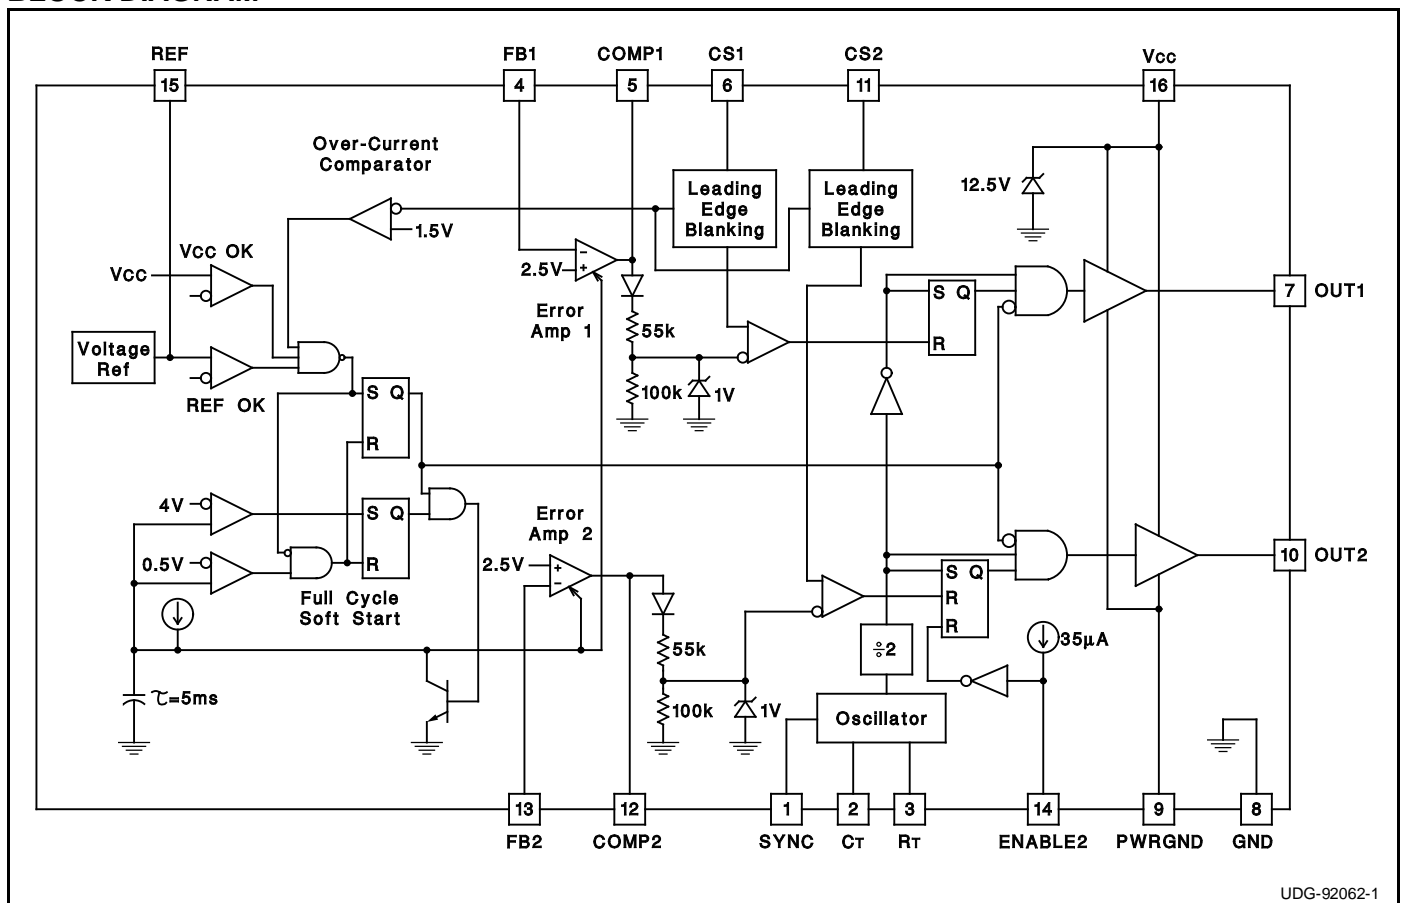 REF
FB1
COMP1
CS1
CS2
VCC
15
4
5
6
11
16
Over-Current
Comparator
12.5V
Leading
Edge
Blanking
Leading
Edge
Blanking
1.5V
VCC OK
VCC
2.5V
Error
Amp 1
S Q
R
7
OUT1
55k
Voltage
Ref
REF OK
100k
1V
S Q
R
4V
S Q
R
Error
Amp 2
0.5V
2.5V
10
OUT2
S Q
R
R
Full Cycle
Soft Start
÷2
35µA
55k
τ=5ms
100k
1V
Oscillator
13
12
1
2
3
14
9
8
FB2
COMP2
SYNC
CT
RT
ENABLE2
PWRGND
GND
UDG-92062-1